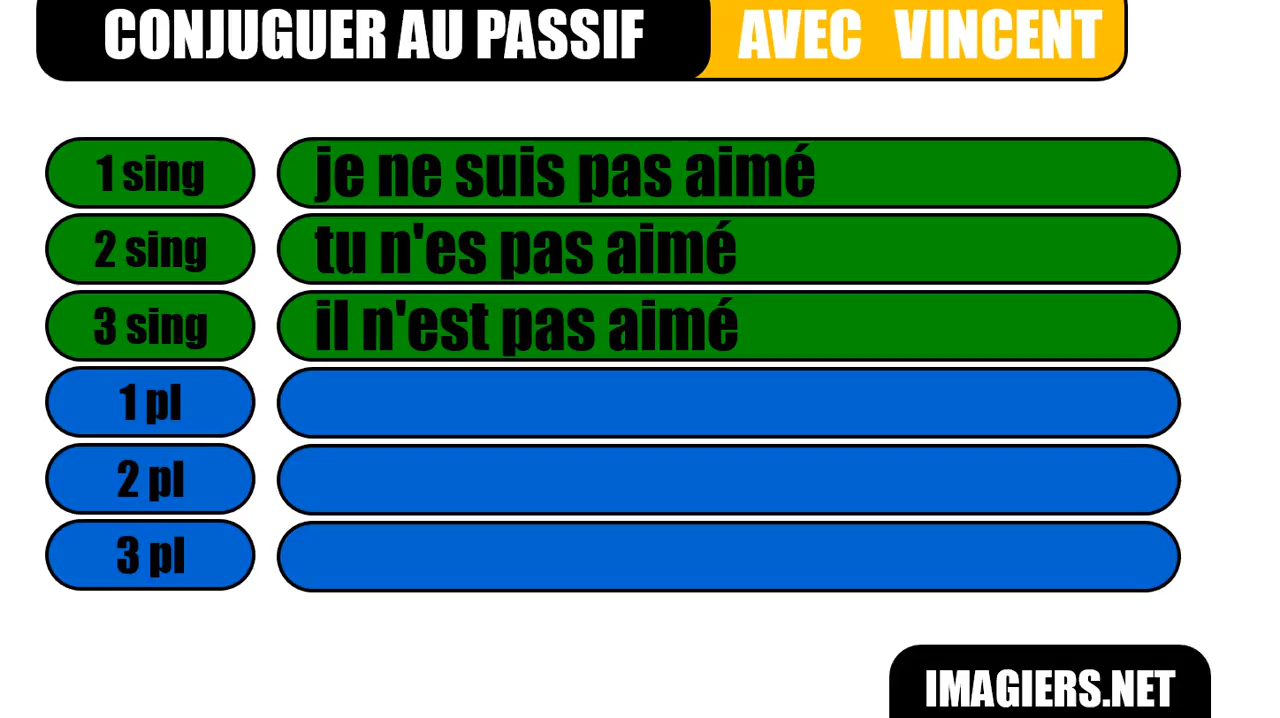 CONJUGUER AU PASSIF AVEC VINCENT
1 sing je ne suis pas aimé
2 sing tu n'es pas aimé
3 sing il n'est pas aimé
1 pl
2 pl
3 pl
IMAGIERS.NET